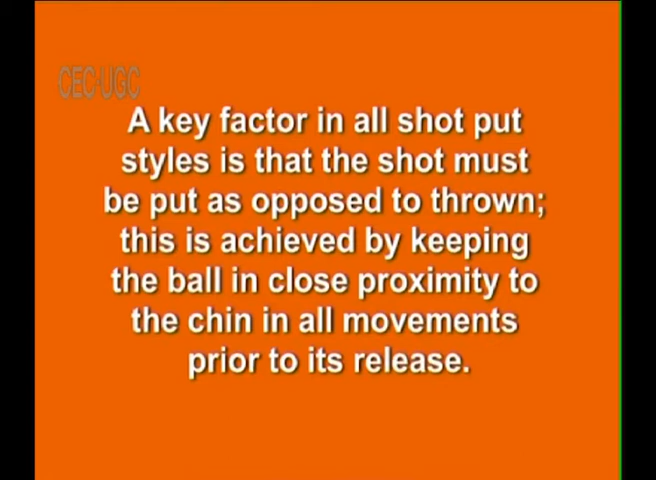 CEC-UGC
A key factor in all shot put
styles is that the shot must
be put as opposed to thrown;
this is achieved by keeping
the ball in close proximity to
the chin in all movements
prior to its release.